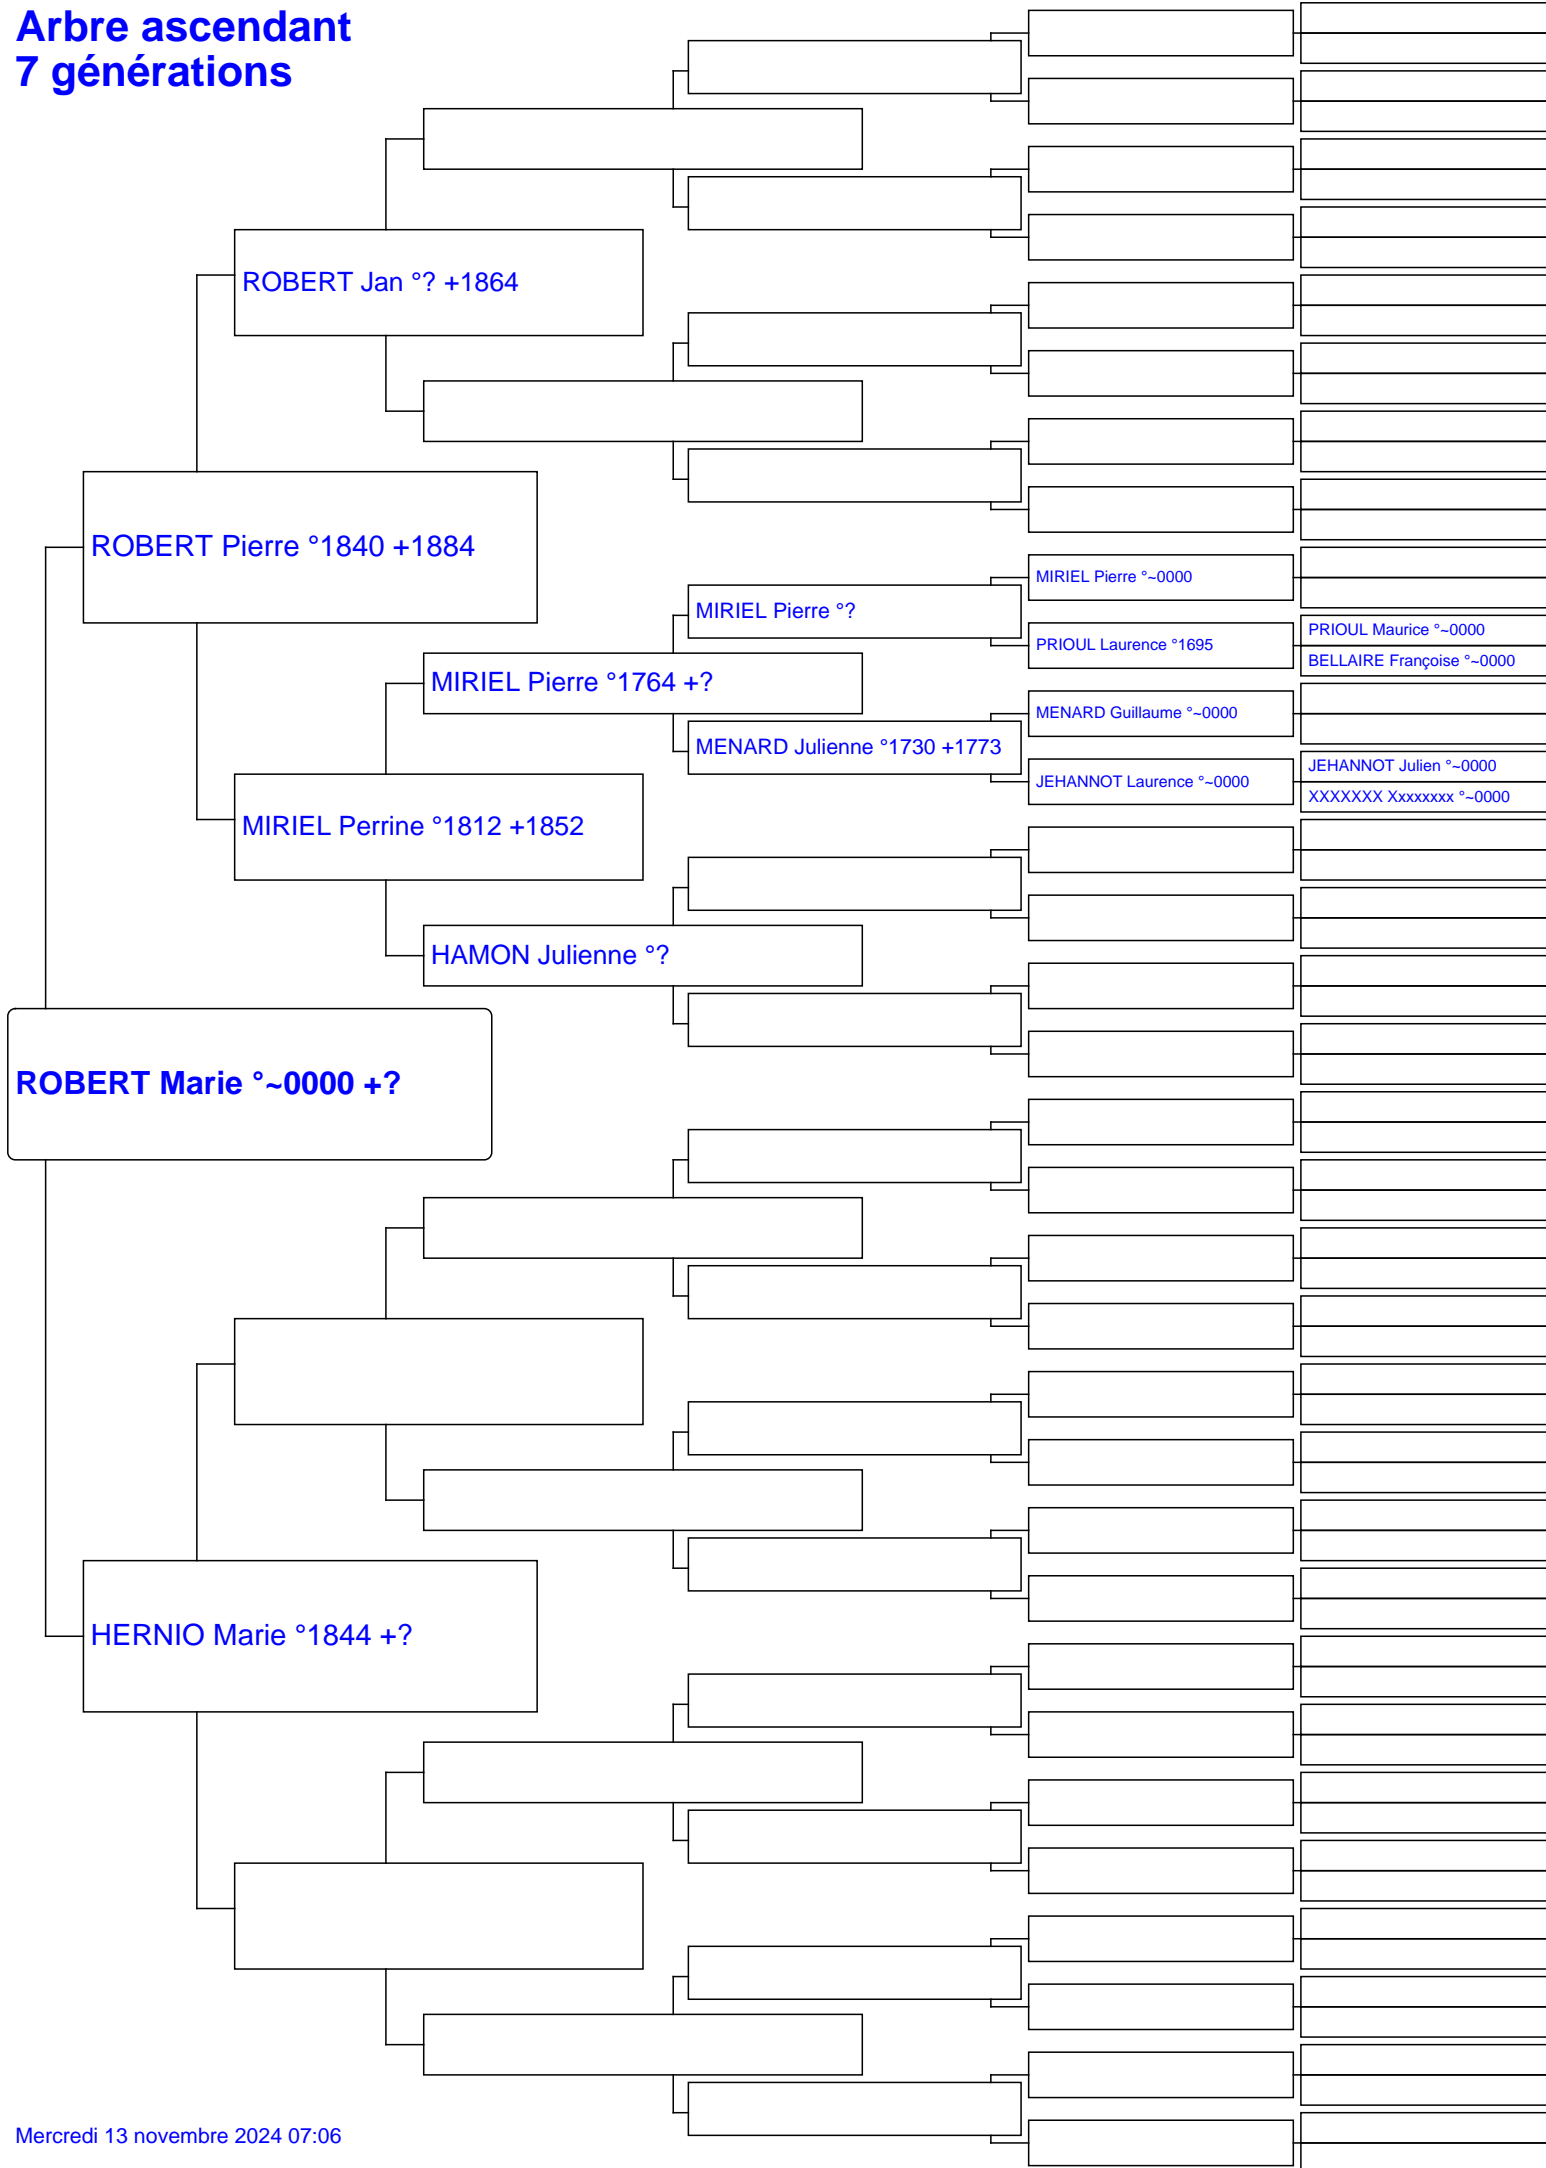 Arbre ascendant
7 générations
ROBERT Jan °? +1864
ROBERT Pierre °1840 +1884
MIRIEL Pierre °~0000
MIRIEL Pierre °?
PRIOUL Maurice °~0000
PRIOUL Laurence °1695
BELLAIRE Françoise °~0000
MIRIEL Pierre °1764 +?
MENARD Guillaume °~0000
MENARD Julienne °1730 +1773
JEHANNOT Julien °~0000
JEHANNOT Laurence °~0000
XXXXXXX Xxxxxxxx °~0000
MIRIEL Perrine °1812 +1852
HAMON Julienne °?
ROBERT Marie °~0000 +?
HERNIO Marie °1844 +?
Mercredi 13 novembre 2024 07:06